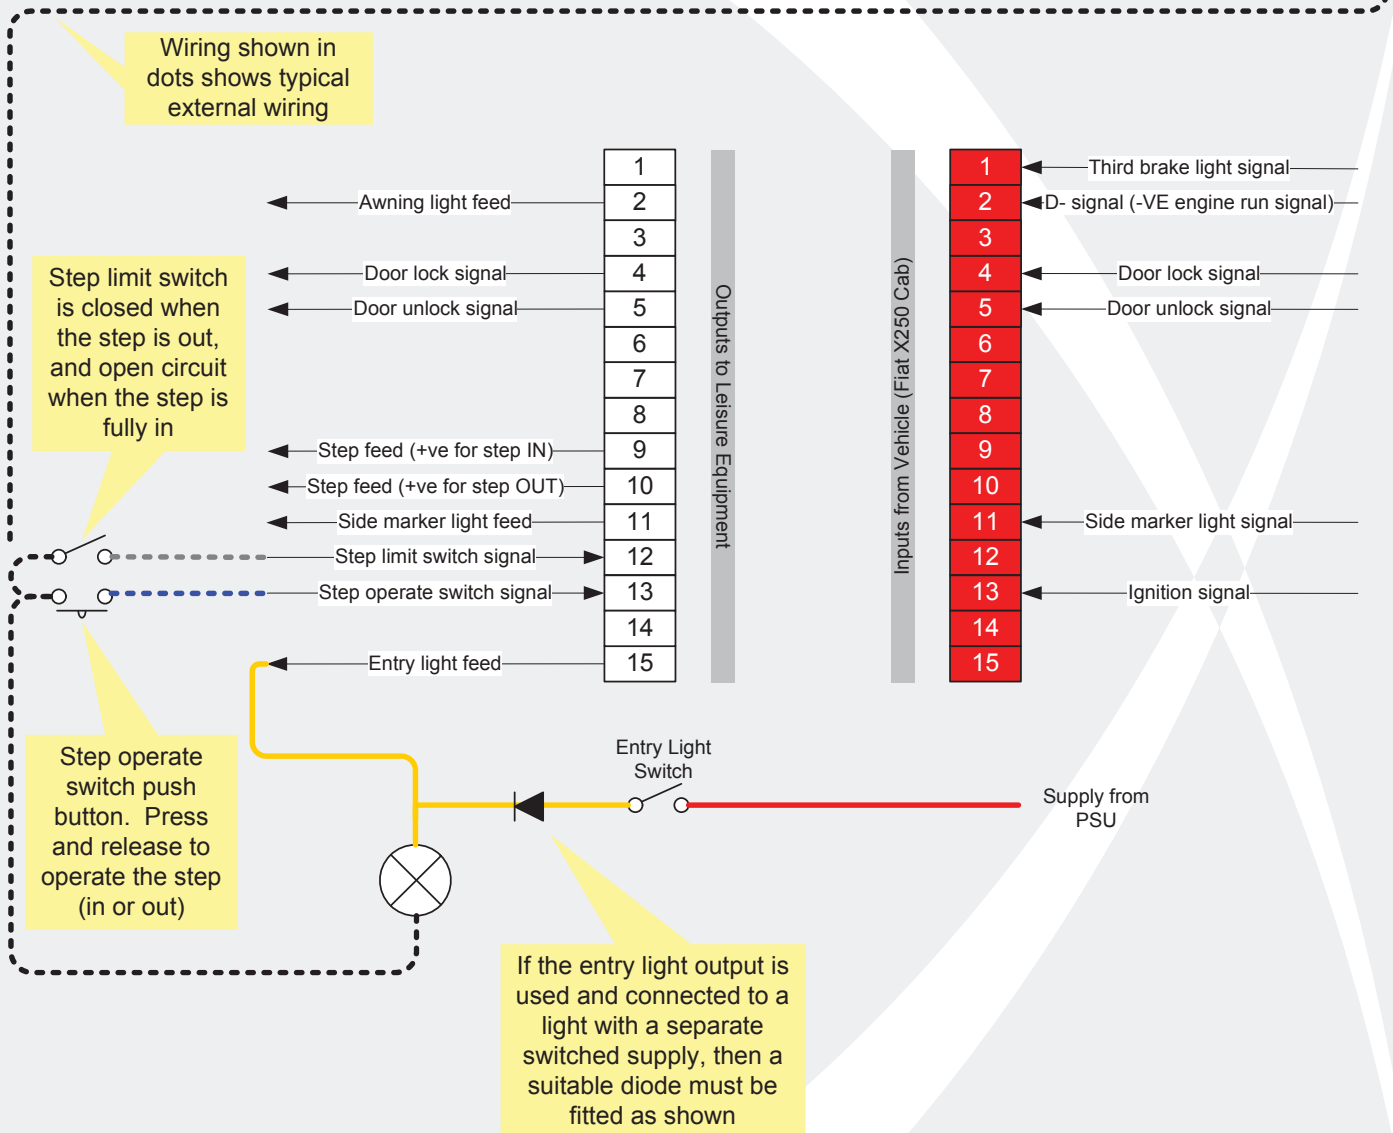 Wiring shown in
dots shows typical
external wiring
Step limit switch
is closed when
the step is out,
and open circuit
when the step is
fully in
Step operate
switch push
button. Press
and release to
operate the step
(in or out)
1
Awning light feed 2
3
Door lock signal 4
Door unlock signal 5
6
7
8
Step feed (+ve for step IN) 9
Step feed (+ve for step OUT) 10
Side marker light feed 11
Step limit switch signal 12
Step operate switch signal 13
14
Entry light feed 15
Outputs to Leisure Equipment
Inputs from Vehicle (Fiat X250 Cab)
1 Third brake light signal
2 D- signal (-VE engine run signal)
3
4 Door lock signal
5 Door unlock signal
6
7
8
9
10
11 Side marker light signal
12
13 Ignition signal
14
15
Entry Light
Switch
Supply from
PSU
If the entry light output is
used and connected to a
light with a separate
switched supply, then a
suitable diode must be
fitted as shown